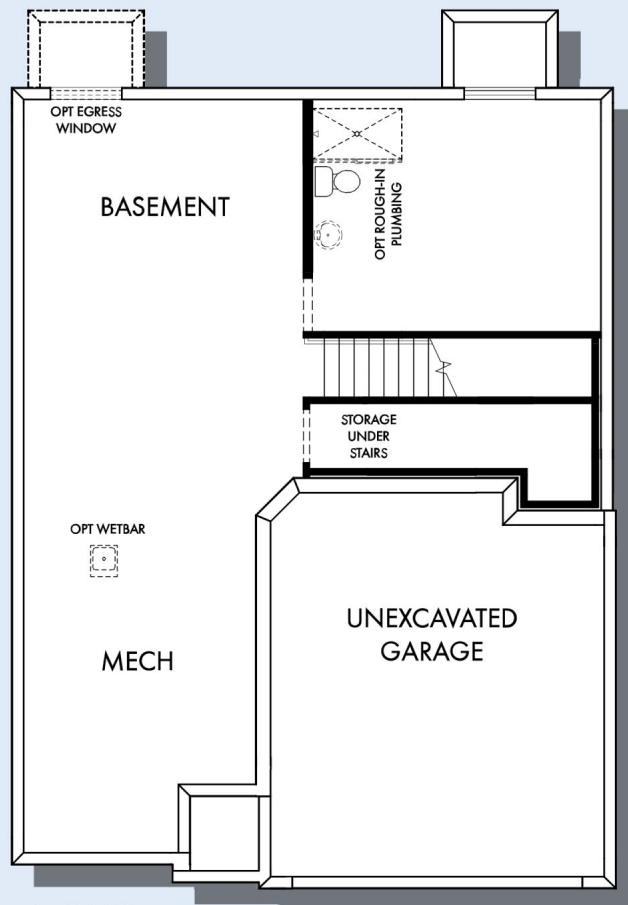 OPT EGRESS
WINDOW
BASEMENT
OPT ROUGH-IN
PLUMBING
STORAGE
UNDER
STAIRS
OPT WETBAR
MECH
UNEXCAVATED
GARAGE